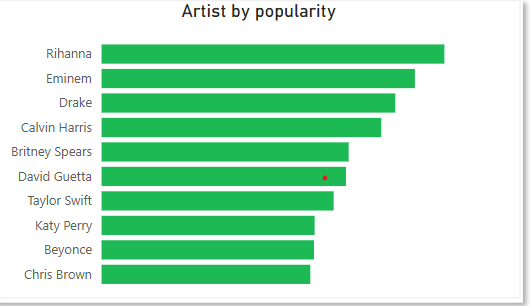 Artist by popularity
Rihanna
Eminem
Drake
Calvin Harris
Britney Spears
David Guetta
Taylor Swift
Katy Perry
Beyonce
Chris Brown